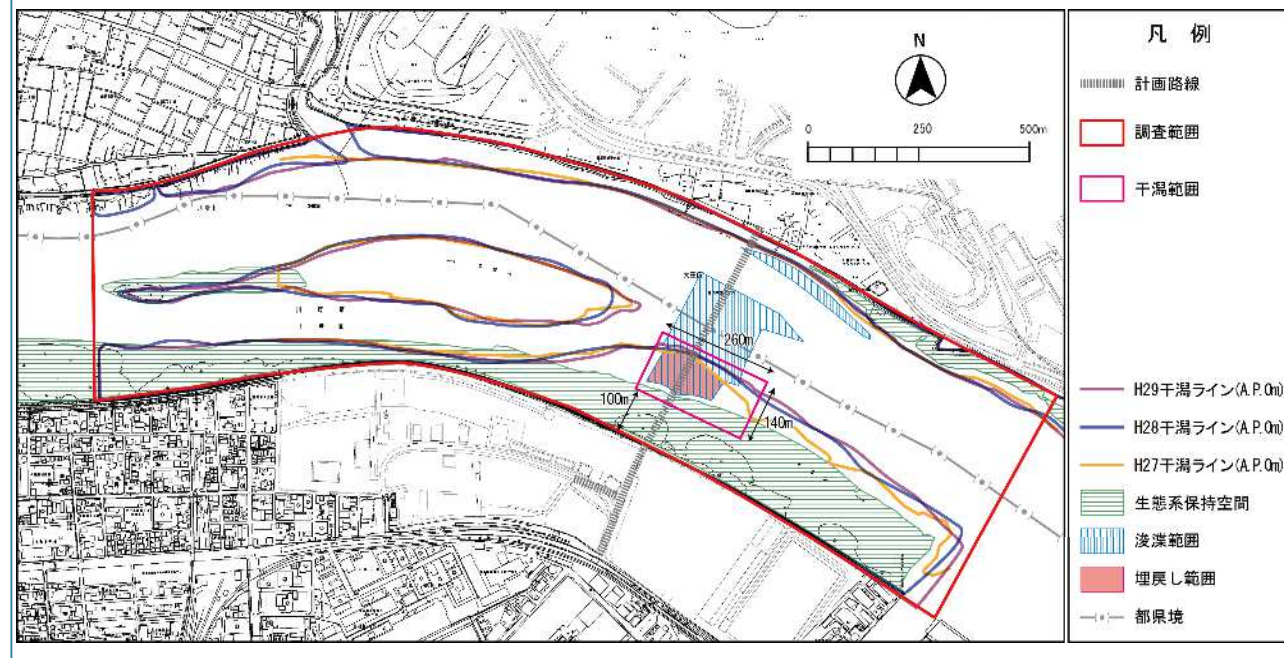 N
0 250 500m
260m
100m
140m
凡 例
計画路線
調査範囲
干潟範囲
H29干潟ライン(A.P.0m)
H28干潟ライン(A.P.0m)
H27干潟ライン(A.P.0m)
生態系保持空間
浚渫範囲
埋戻し範囲
都県境